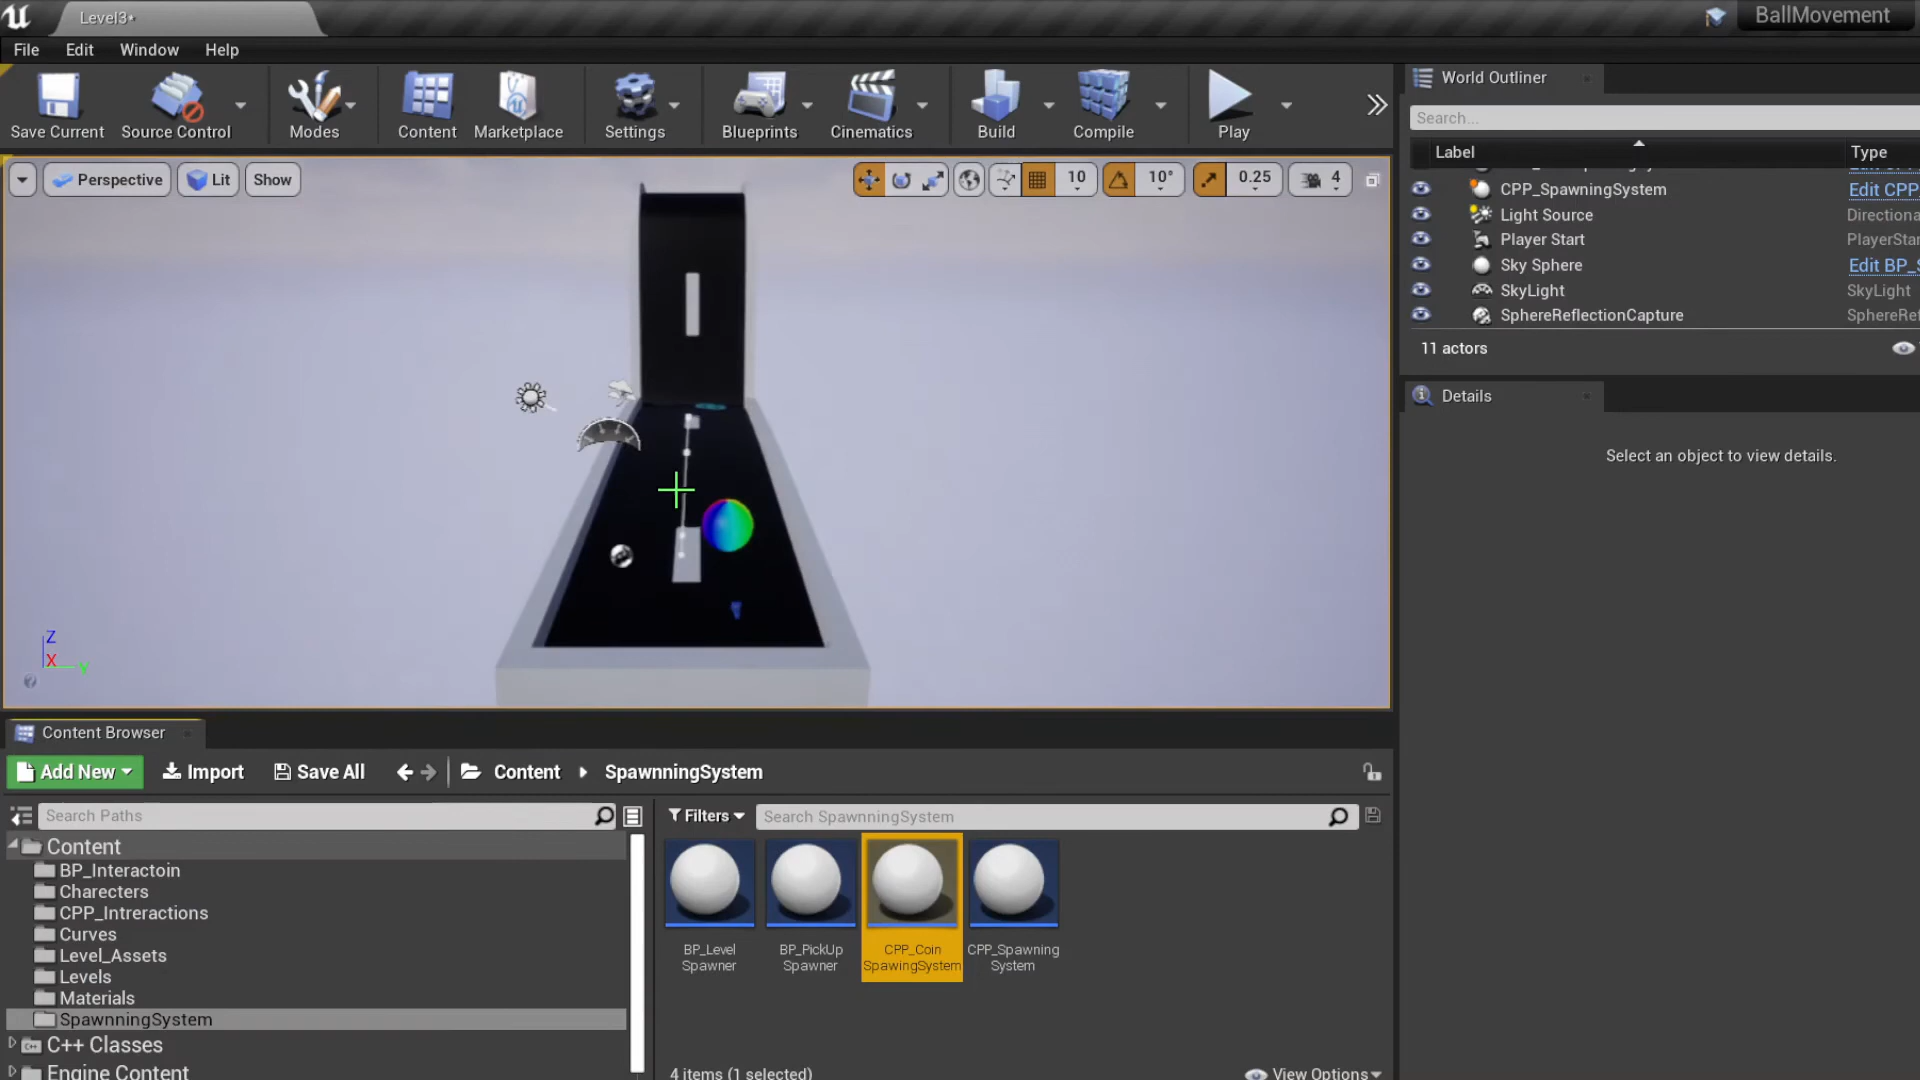 Level3*
BallMovement
File Edit Window Help
Save Current Source Control Modes Content Marketplace Settings Blueprints Cinematics Build Compile Play
World Outliner
Search...
Label Type
CPP_SpawningSystem Edit CPP
Light Source Directiona
Player Start PlayerStar
Sky Sphere Edit BP_S
SkyLight SkyLight
SphereReflectionCapture SphereRef
11 actors
Perspective Lit Show 10 10° 0.25 4
Details
Select an object to view details.
Z
X Y
Content Browser
Add New Import Save All Content SpawnningSystem
Search Paths
Filters Search SpawnningSystem
Content
BP_Interactoin
Charecters
CPP_Intreractions
Curves
Level_Assets
Levels
Materials
SpawnningSystem
C++ Classes
Engine Content
BP_Level
Spawner
BP_PickUp
Spawner
CPP_Coin
SpawingSystem
CPP_Spawning
System
4 items (1 selected) View Options